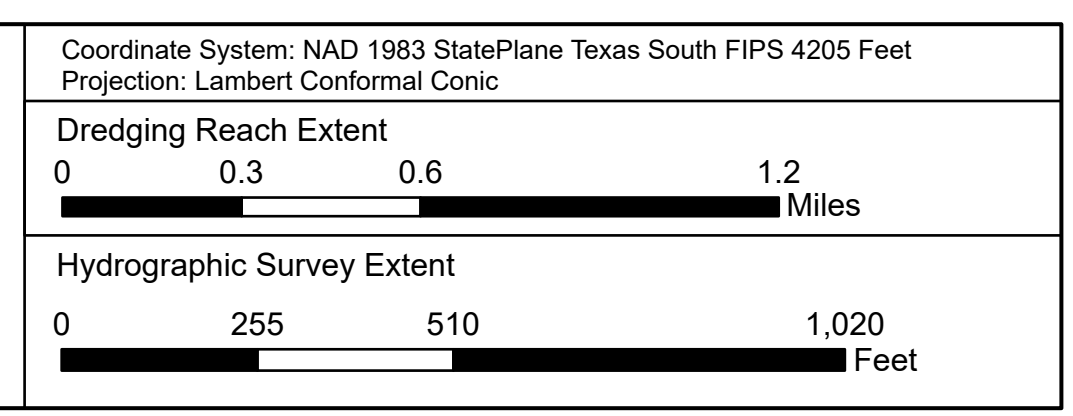 Coordinate System: NAD 1983 StatePlane Texas South FIPS 4205 Feet
Projection: Lambert Conformal Conic
Dredging Reach Extent
0 0.3 0.6 1.2
Miles
Hydrographic Survey Extent
0 255 510 1,020
Feet